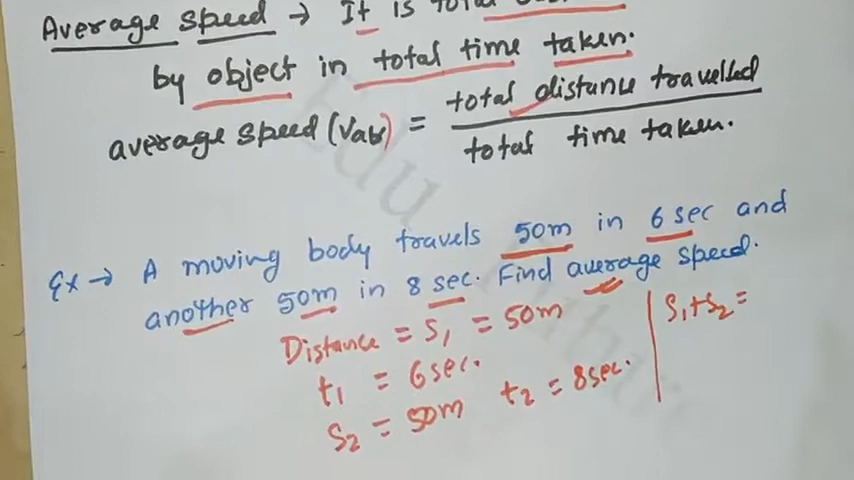 Average speed → It is total
by object in total time taken.
average speed (Vav) = total distance travelled
total time taken.
Ex → A moving body travels 50m in 6 sec and
another 50m in 8 sec. Find average speed.
Distance = S1 = 50m
S1+S2 =
t1 = 6sec.
S2 = 50m t2 = 8sec.
Edu